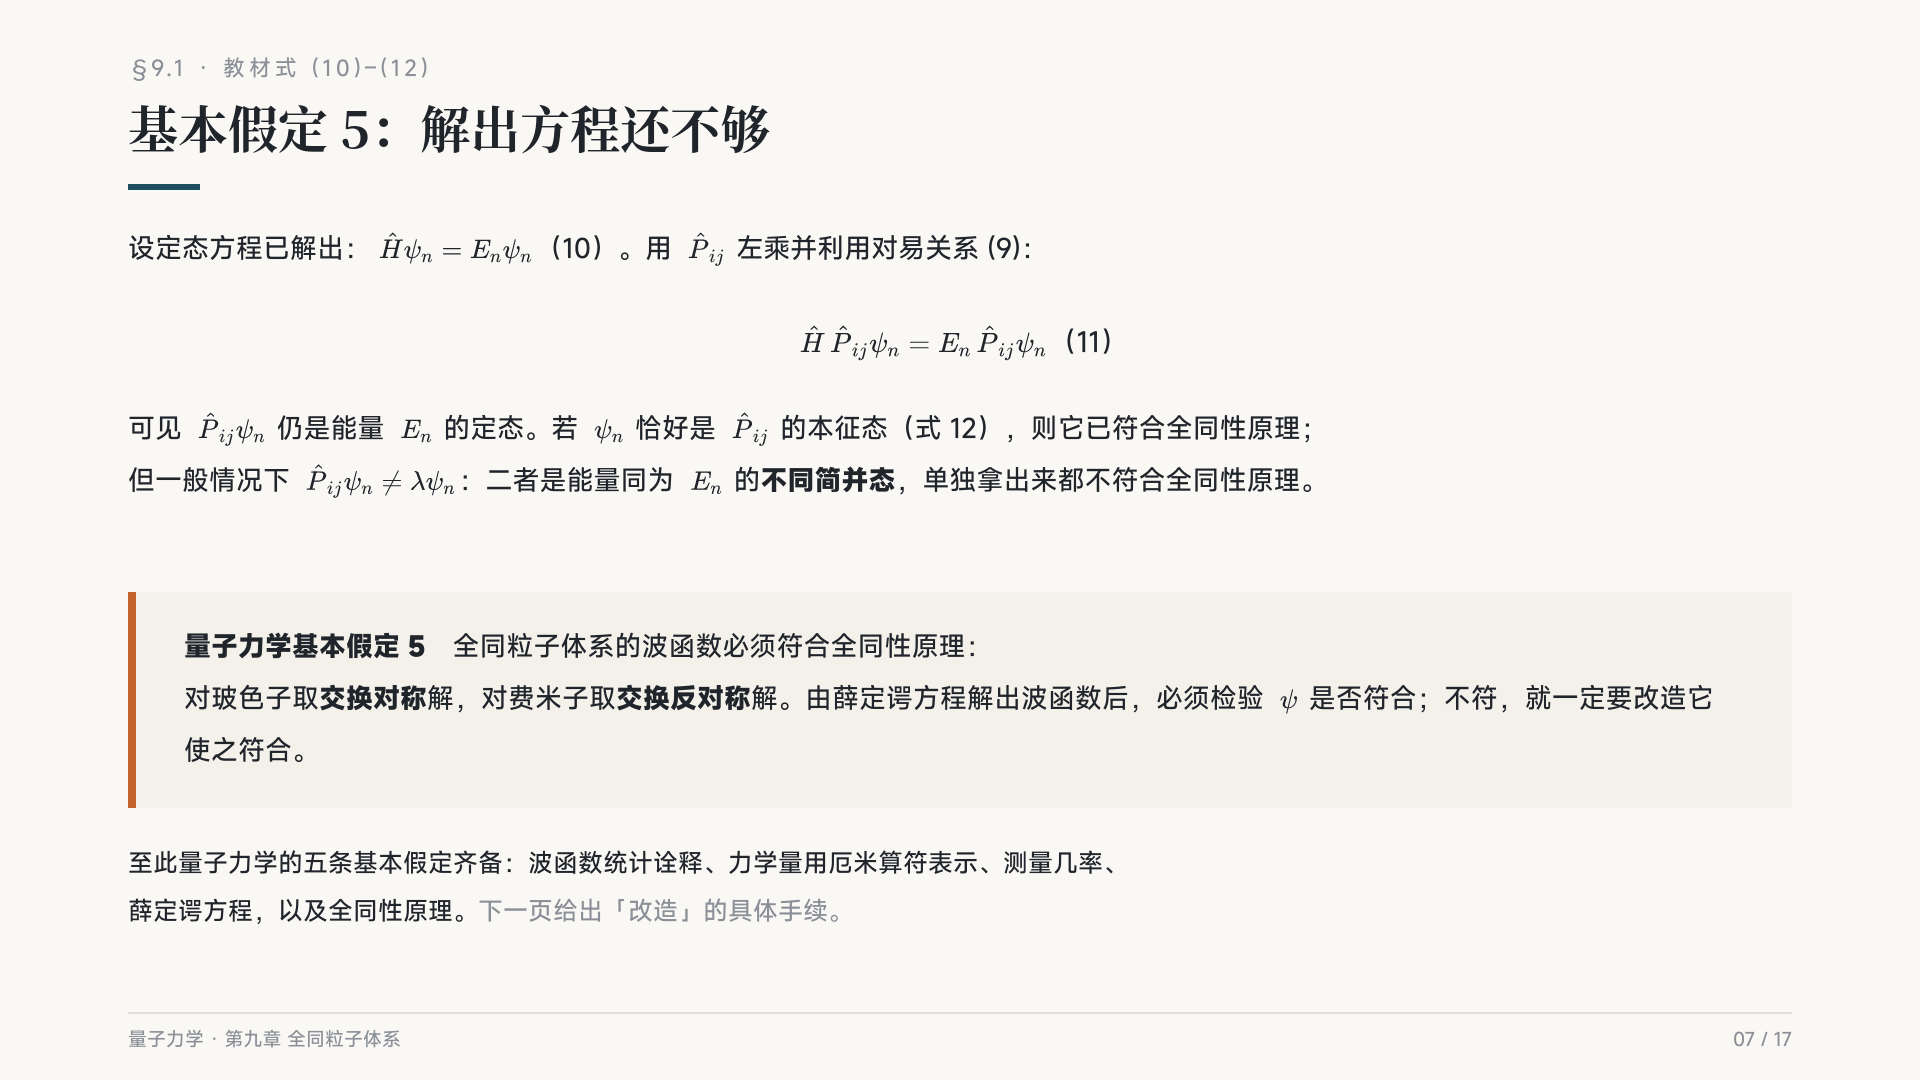 §9.1 · 教材式 (10)–(12)
基本假定 5：解出方程还不够
设定态方程已解出： Ĥψₙ = Eₙψₙ（10）。用 P̂ᵢⱼ 左乘并利用对易关系 (9)：
Ĥ P̂ᵢⱼψₙ = Eₙ P̂ᵢⱼψₙ（11）
可见 P̂ᵢⱼψₙ 仍是能量 Eₙ 的定态。若 ψₙ 恰好是 P̂ᵢⱼ 的本征态（式 12），则它已符合全同性原理；
但一般情况下 P̂ᵢⱼψₙ ≠ λψₙ：二者是能量同为 Eₙ 的不同简并态，单独拿出来都不符合全同性原理。
量子力学基本假定 5　全同粒子体系的波函数必须符合全同性原理：
对玻色子取交换对称解，对费米子取交换反对称解。由薛定谔方程解出波函数后，必须检验 ψ 是否符合；不符，就一定要改造它
使之符合。
至此量子力学的五条基本假定齐备：波函数统计诠释、力学量用厄米算符表示、测量几率、
薛定谔方程，以及全同性原理。下一页给出「改造」的具体手续。
量子力学 · 第九章 全同粒子体系
07 / 17